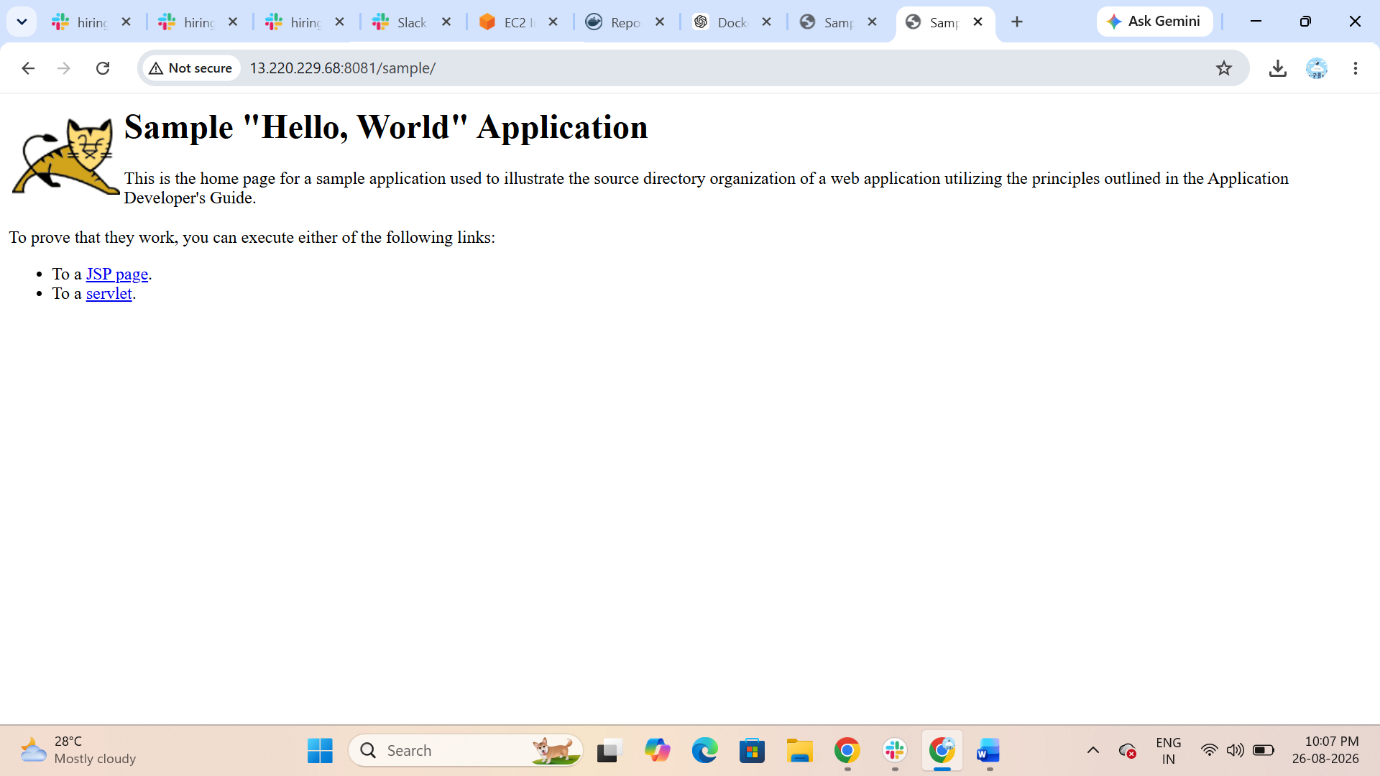 hiring
hiring
hiring
Slack
EC2 I
Repo
Dock
Samp
Samp
Ask Gemini
Not secure
13.220.229.68:8081/sample/
Sample "Hello, World" Application
This is the home page for a sample application used to illustrate the source directory organization of a web application utilizing the principles outlined in the Application
Developer's Guide.
To prove that they work, you can execute either of the following links:
• To a JSP page.
• To a servlet.
28°C
Mostly cloudy
Search
ENG
IN
10:07 PM
26-08-2026